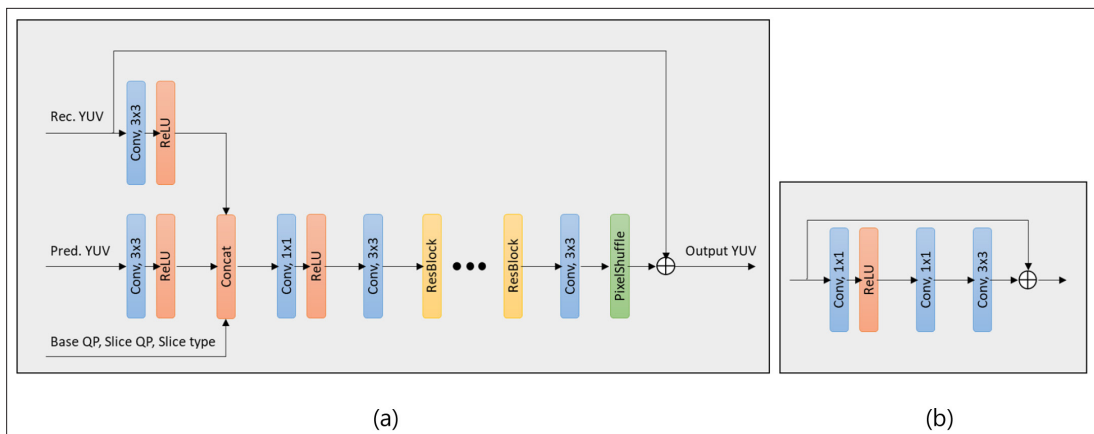 Rec. YUV
Conv, 3x3
ReLU
Pred. YUV
Conv, 3x3
ReLU
Concat
Conv, 1x1
ReLU
Conv, 3x3
ResBlock
ResBlock
Conv, 3x3
PixelShuffle
Output YUV
Base QP, Slice QP, Slice type
(a)
Conv, 1x1
ReLU
Conv, 1x1
Conv, 3x3
(b)